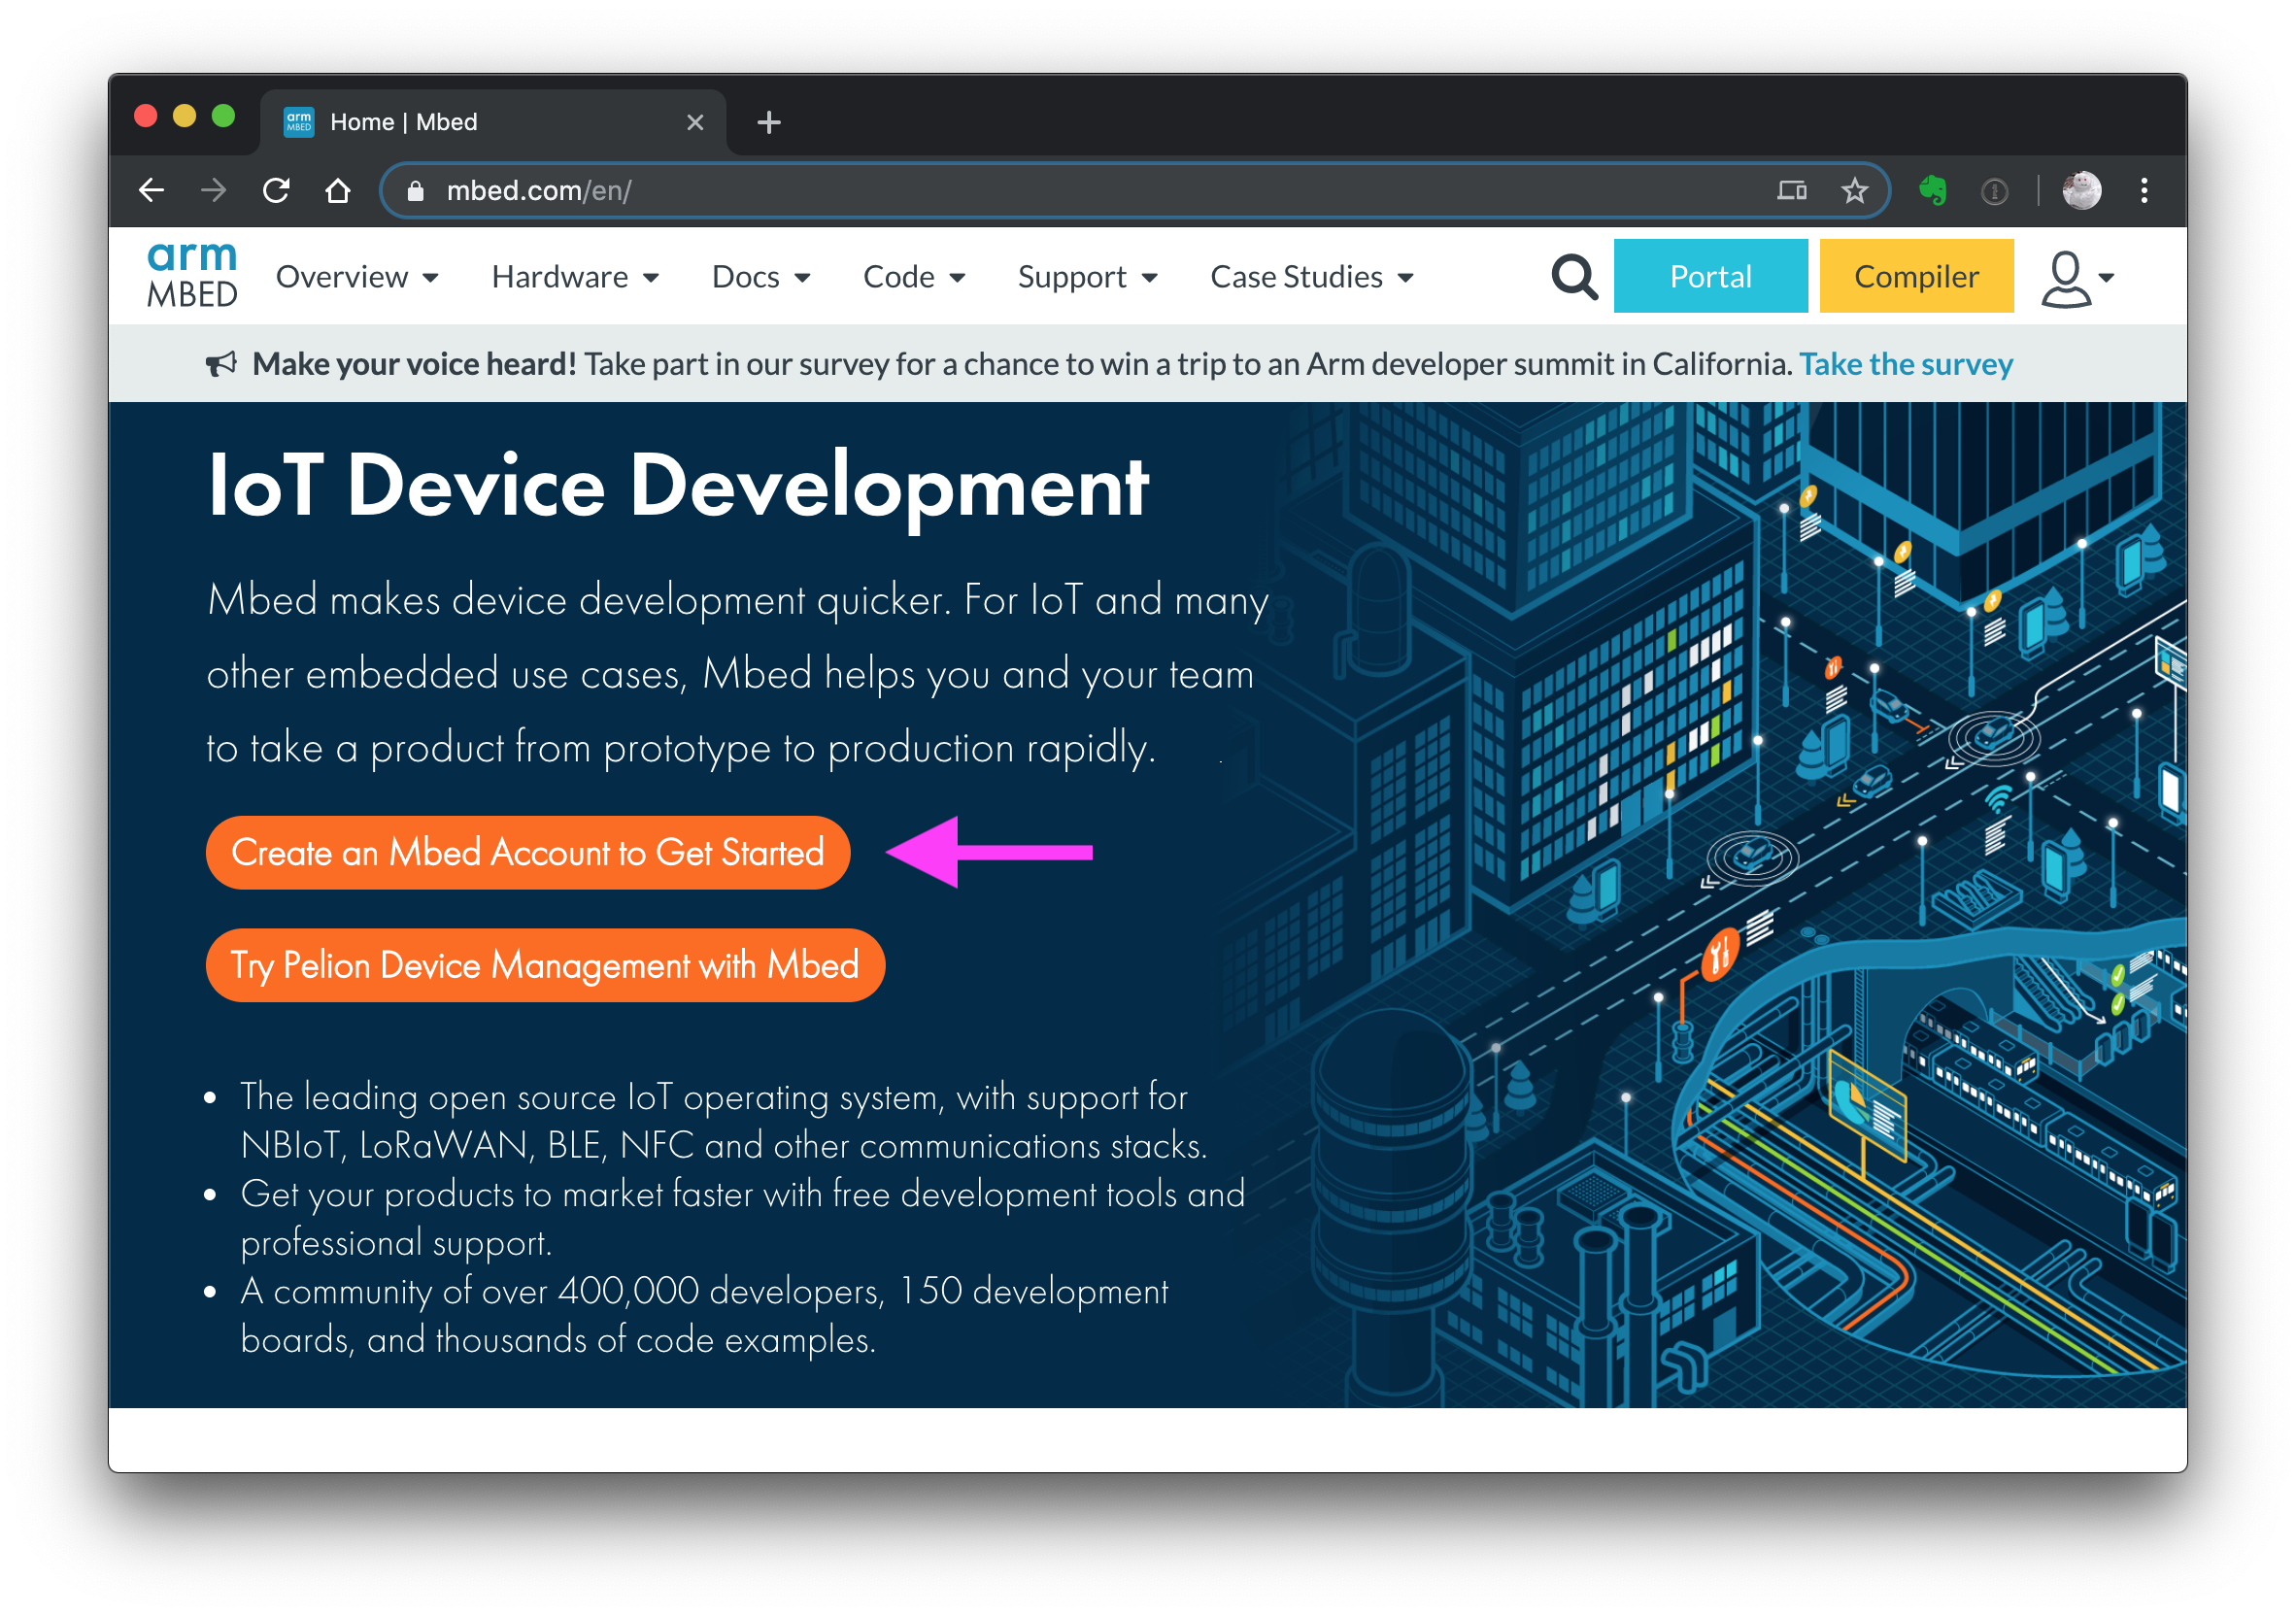 arm
MBED
Home | Mbed
mbed.com/en/
arm
MBED
Overview
Hardware
Docs
Code
Support
Case Studies
Portal
Compiler
Make your voice heard! Take part in our survey for a chance to win a trip to an Arm developer summit in California. Take the survey
IoT Device Development
Mbed makes device development quicker. For IoT and many
other embedded use cases, Mbed helps you and your team
to take a product from prototype to production rapidly.
Create an Mbed Account to Get Started
Try Pelion Device Management with Mbed
• The leading open source IoT operating system, with support for
NBIoT, LoRaWAN, BLE, NFC and other communications stacks.
• Get your products to market faster with free development tools and
professional support.
• A community of over 400,000 developers, 150 development
boards, and thousands of code examples.